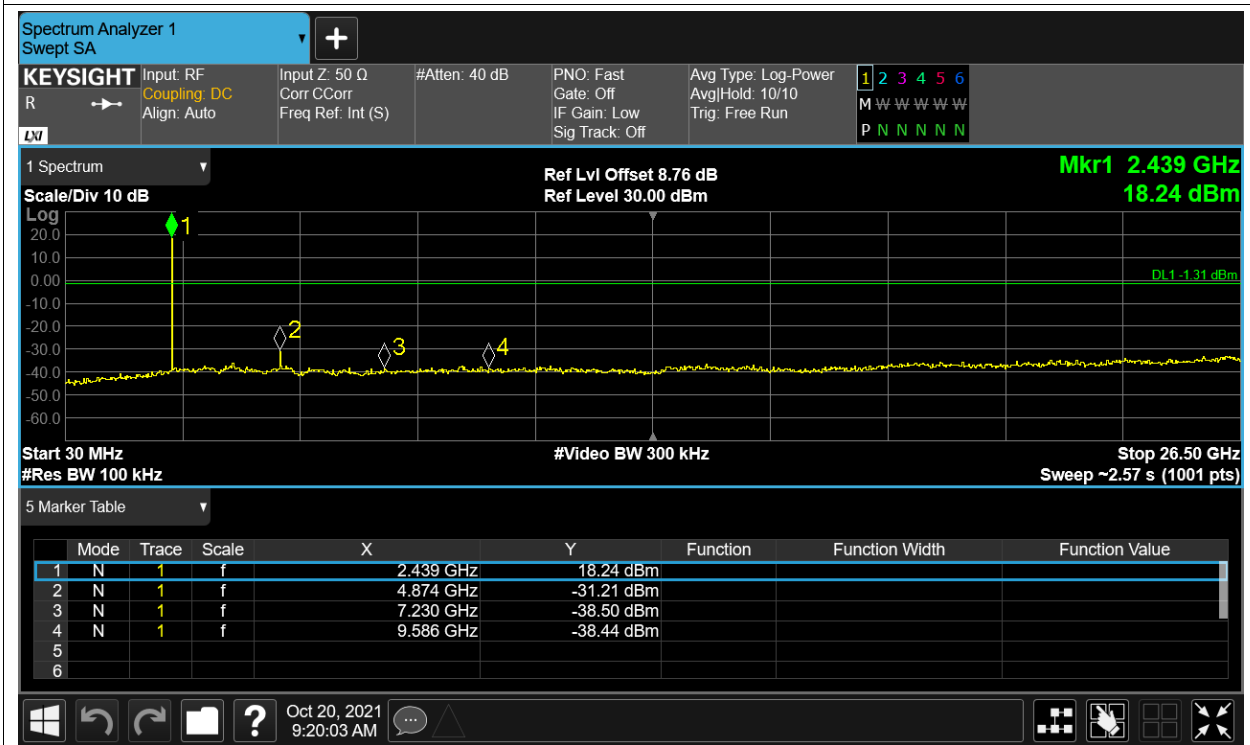 Spectrum Analyzer 1
Swept SA
KEYSIGHT Input: RF Input Z: 50 Ω #Atten: 40 dB PNO: Fast Avg Type: Log-Power 1 2 3 4 5 6
R Coupling: DC Corr CCorr Gate: Off Avg|Hold: 10/10 M W W W W W
Align: Auto Freq Ref: Int (S) IF Gain: Low Trig: Free Run
LXI Sig Track: Off P N N N N N
1 Spectrum Ref Lvl Offset 8.76 dB Mkr1 2.439 GHz
Scale/Div 10 dB Ref Level 30.00 dBm 18.24 dBm
Log
1
20.0
10.0
0.00 DL1 -1.31 dBm
-10.0
-20.0 2
-30.0 3 4
-40.0
-50.0
-60.0
Start 30 MHz #Video BW 300 kHz Stop 26.50 GHz
#Res BW 100 kHz Sweep ~2.57 s (1001 pts)
5 Marker Table
Mode Trace Scale X Y Function Function Width Function Value
1 N 1 f 2.439 GHz 18.24 dBm
2 N 1 f 4.874 GHz -31.21 dBm
3 N 1 f 7.230 GHz -38.50 dBm
4 N 1 f 9.586 GHz -38.44 dBm
5
6
? Oct 20, 2021
9:20:03 AM